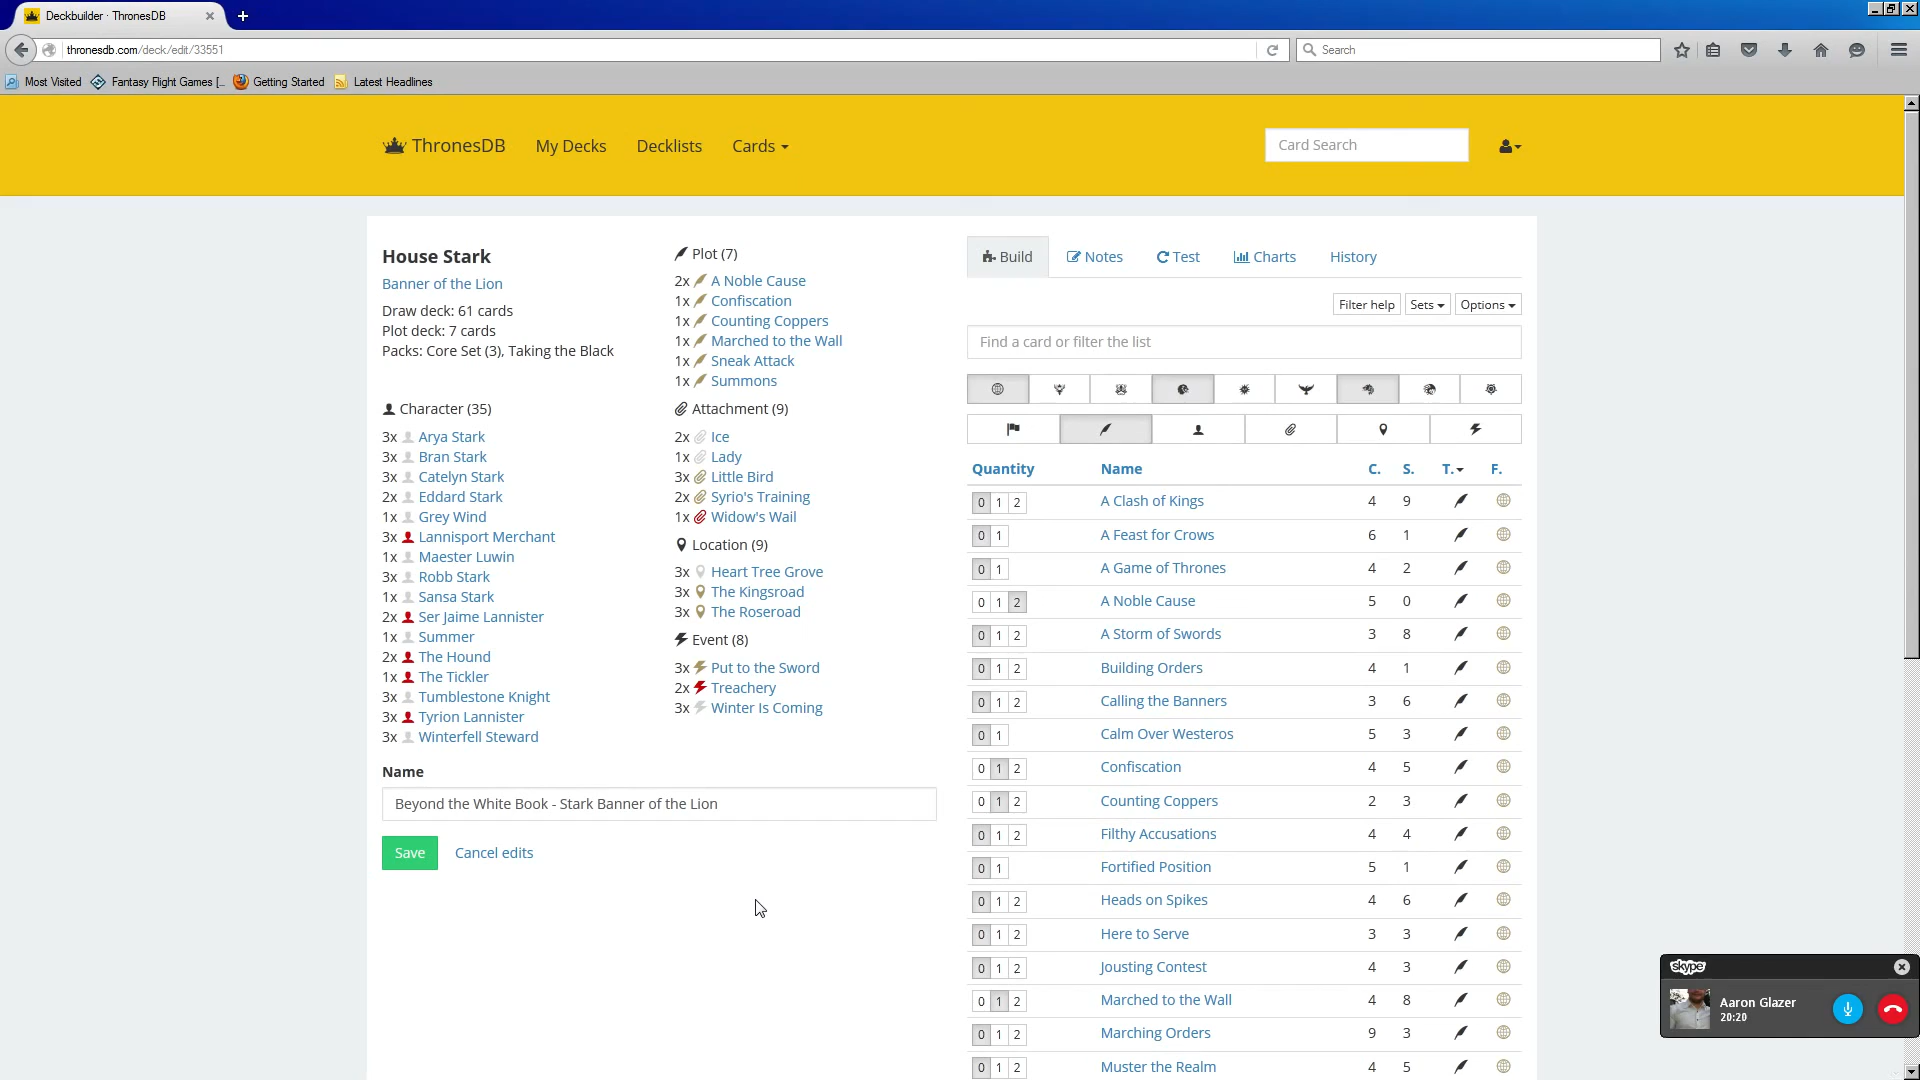 Deckbuilder · ThronesDB
thronesdb.com/deck/edit/33551
Search
Most Visited
Fantasy Flight Games [...
Getting Started
Latest Headlines
ThronesDB
My Decks
Decklists
Cards
Card Search
House Stark
Banner of the Lion
Draw deck: 61 cards
Plot deck: 7 cards
Packs: Core Set (3), Taking the Black
Character (35)
3x Arya Stark
3x Bran Stark
3x Catelyn Stark
2x Eddard Stark
1x Grey Wind
3x Lannisport Merchant
1x Maester Luwin
3x Robb Stark
1x Sansa Stark
2x Ser Jaime Lannister
1x Summer
2x The Hound
1x The Tickler
3x Tumblestone Knight
3x Tyrion Lannister
3x Winterfell Steward
Plot (7)
2x A Noble Cause
1x Confiscation
1x Counting Coppers
1x Marched to the Wall
1x Sneak Attack
1x Summons
Attachment (9)
2x Ice
1x Lady
3x Little Bird
2x Syrio's Training
1x Widow's Wail
Location (9)
3x Heart Tree Grove
3x The Kingsroad
3x The Roseroad
Event (8)
3x Put to the Sword
2x Treachery
3x Winter Is Coming
Name
Beyond the White Book - Stark Banner of the Lion
Save
Cancel edits
Build
Notes
Test
Charts
History
Filter help
Sets
Options
Find a card or filter the list
Quantity Name C. S. T. F.
0 1 2 A Clash of Kings 4 9
0 1 A Feast for Crows 6 1
0 1 A Game of Thrones 4 2
0 1 2 A Noble Cause 5 0
0 1 2 A Storm of Swords 3 8
0 1 2 Building Orders 4 1
0 1 2 Calling the Banners 3 6
0 1 Calm Over Westeros 5 3
0 1 2 Confiscation 4 5
0 1 2 Counting Coppers 2 3
0 1 2 Filthy Accusations 4 4
0 1 Fortified Position 5 1
0 1 2 Heads on Spikes 4 6
0 1 2 Here to Serve 3 3
0 1 2 Jousting Contest 4 3
0 1 2 Marched to the Wall 4 8
0 1 2 Marching Orders 9 3
0 1 2 Muster the Realm 4 5
skype
Aaron Glazer
20:20